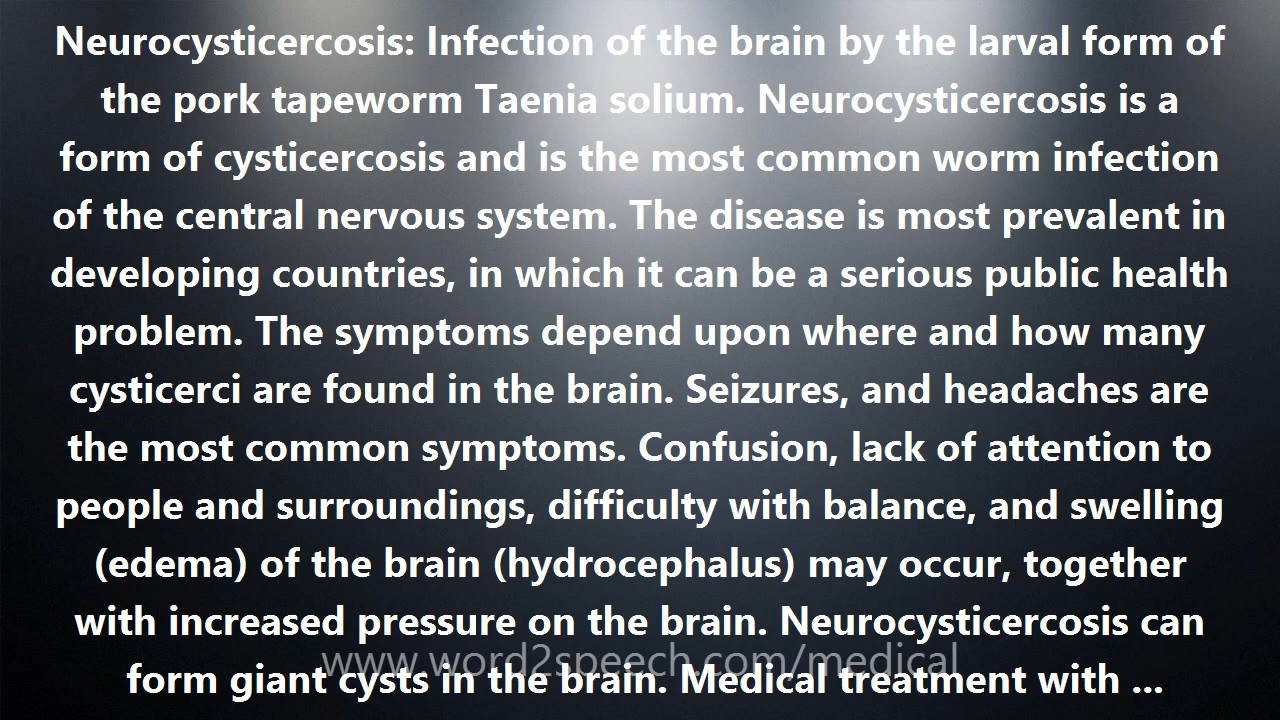 Neurocysticercosis: Infection of the brain by the larval form of
the pork tapeworm Taenia solium. Neurocysticercosis is a
form of cysticercosis and is the most common worm infection
of the central nervous system. The disease is most prevalent in
developing countries, in which it can be a serious public health
problem. The symptoms depend upon where and how many
cysticerci are found in the brain. Seizures, and headaches are
the most common symptoms. Confusion, lack of attention to
people and surroundings, difficulty with balance, and swelling
(edema) of the brain (hydrocephalus) may occur, together
with increased pressure on the brain. Neurocysticercosis can
www.word2speech.com/medical
form giant cysts in the brain. Medical treatment with ...